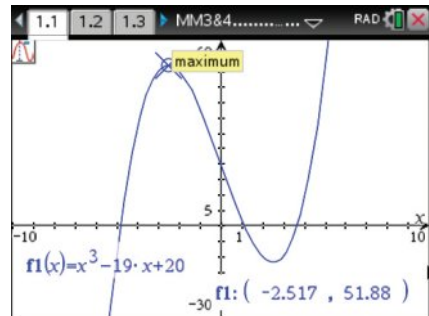 1.1 1.2 1.3 MM3&4........... ... RAD
maximum
x
5
-10 1 10
f1(x)=x³-19·x+20
f1: ( -2.517 , 51.88 )
-30